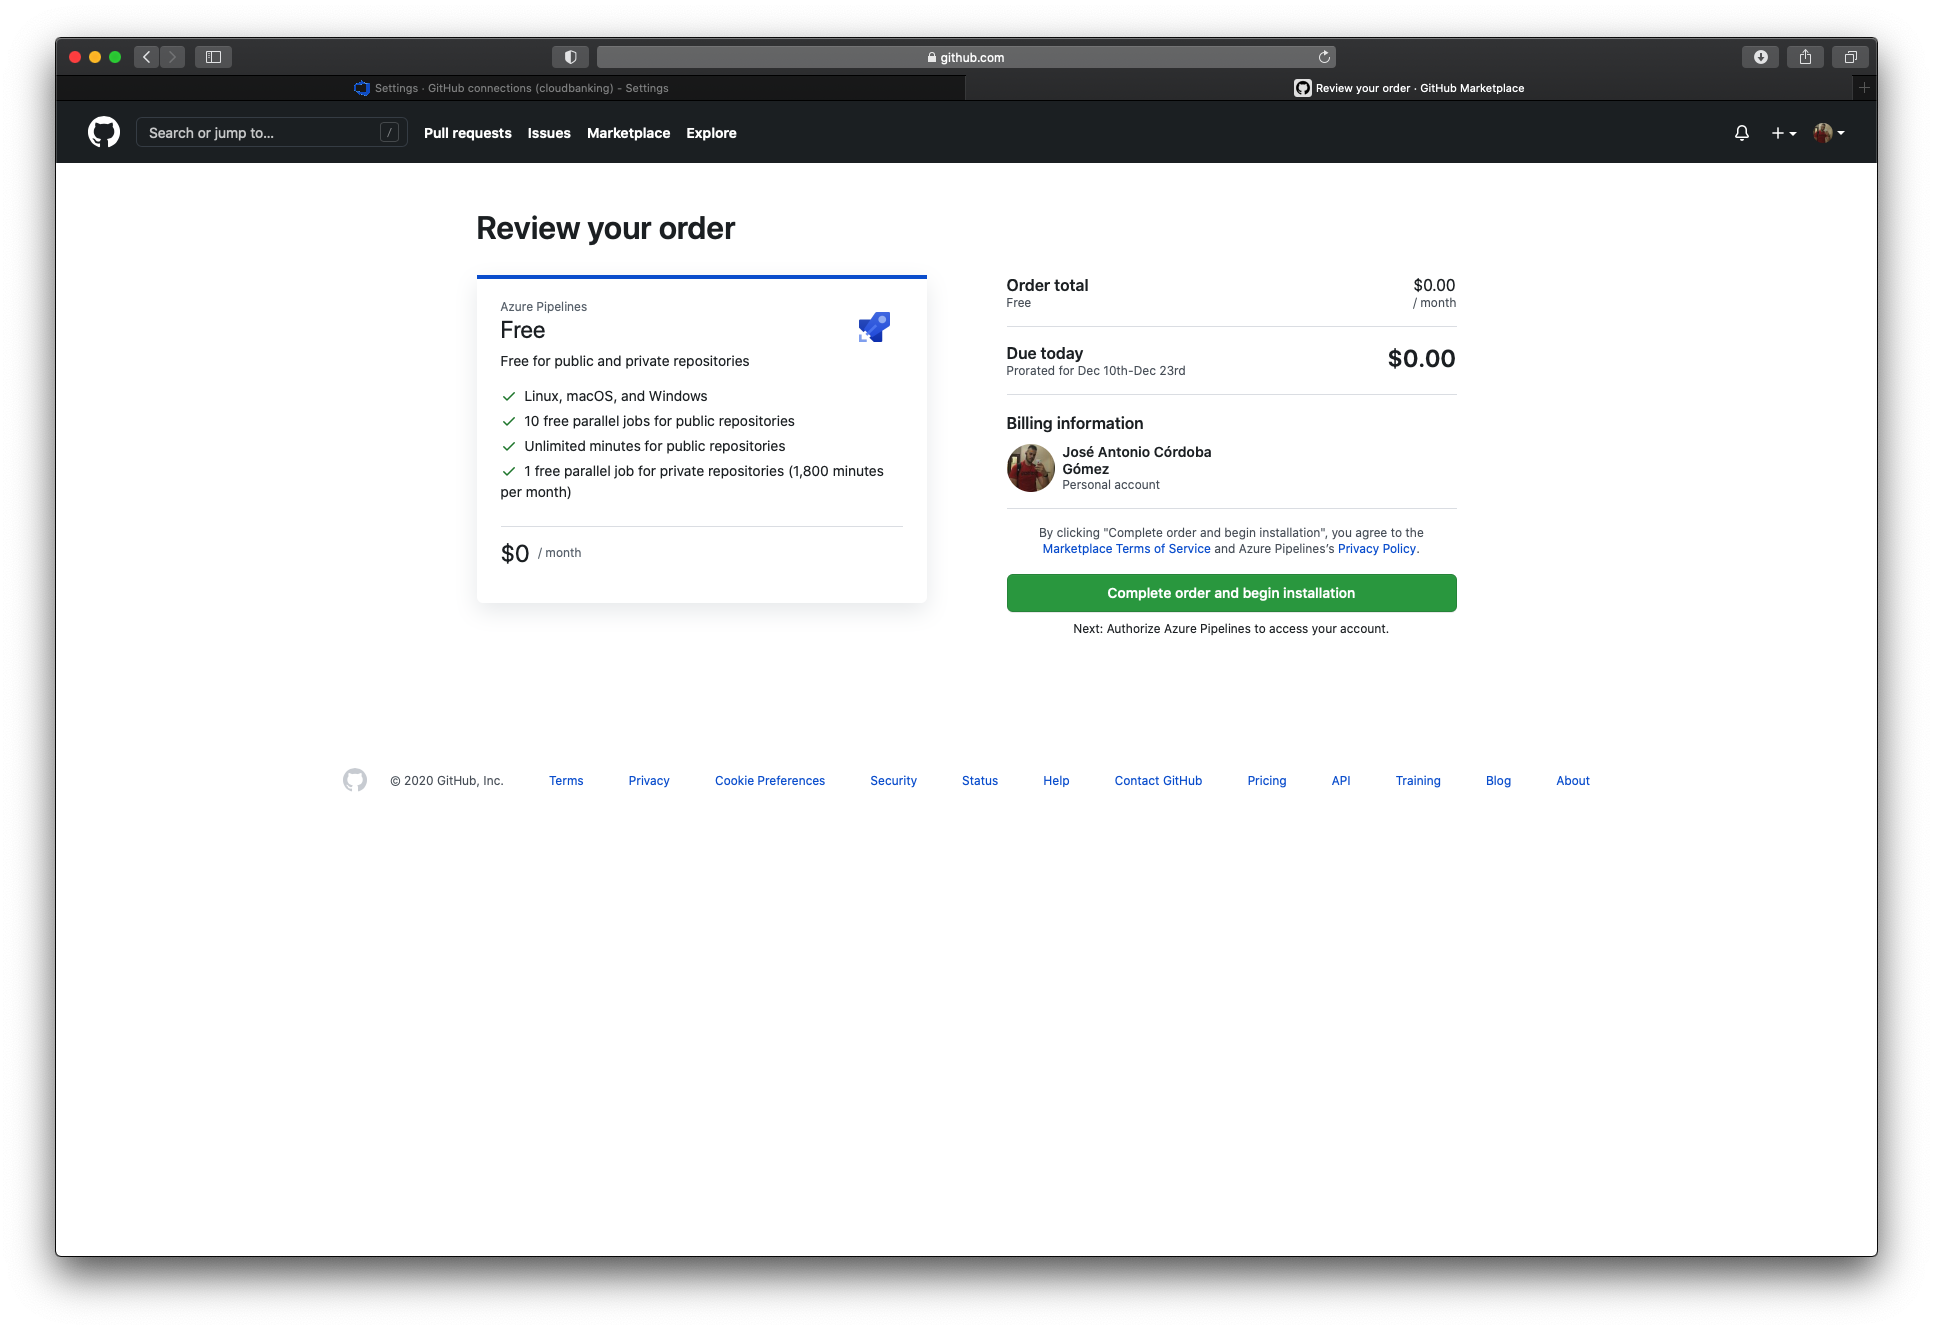 github.com
Settings · GitHub connections (cloudbanking) - Settings
Review your order · GitHub Marketplace
Search or jump to...
/
Pull requests
Issues
Marketplace
Explore
Review your order
Azure Pipelines
Free
Free for public and private repositories
Linux, macOS, and Windows
10 free parallel jobs for public repositories
Unlimited minutes for public repositories
1 free parallel job for private repositories (1,800 minutes
per month)
$0 / month
Order total
$0.00
Free
/ month
Due today
$0.00
Prorated for Dec 10th-Dec 23rd
Billing information
José Antonio Córdoba
Gómez
Personal account
By clicking "Complete order and begin installation", you agree to the
Marketplace Terms of Service and Azure Pipelines's Privacy Policy.
Complete order and begin installation
Next: Authorize Azure Pipelines to access your account.
© 2020 GitHub, Inc.
Terms
Privacy
Cookie Preferences
Security
Status
Help
Contact GitHub
Pricing
API
Training
Blog
About